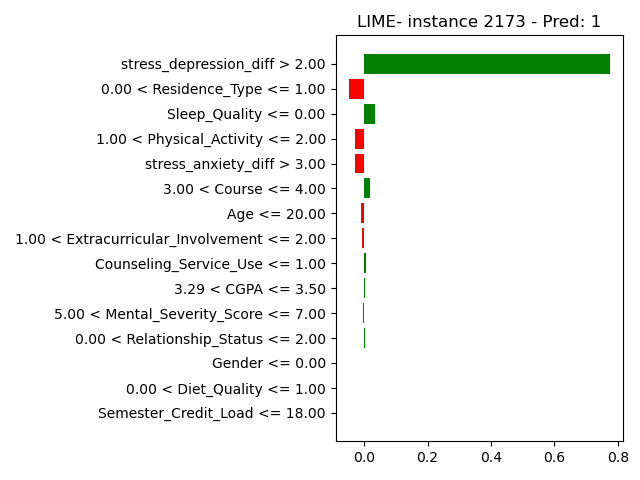 LIME- instance 2173 - Pred: 1
stress_depression_diff > 2.00
0.00 < Residence_Type <= 1.00
Sleep_Quality <= 0.00
1.00 < Physical_Activity <= 2.00
stress_anxiety_diff > 3.00
3.00 < Course <= 4.00
Age <= 20.00
1.00 < Extracurricular_Involvement <= 2.00
Counseling_Service_Use <= 1.00
3.29 < CGPA <= 3.50
5.00 < Mental_Severity_Score <= 7.00
0.00 < Relationship_Status <= 2.00
Gender <= 0.00
0.00 < Diet_Quality <= 1.00
Semester_Credit_Load <= 18.00
0.0 0.2 0.4 0.6 0.8